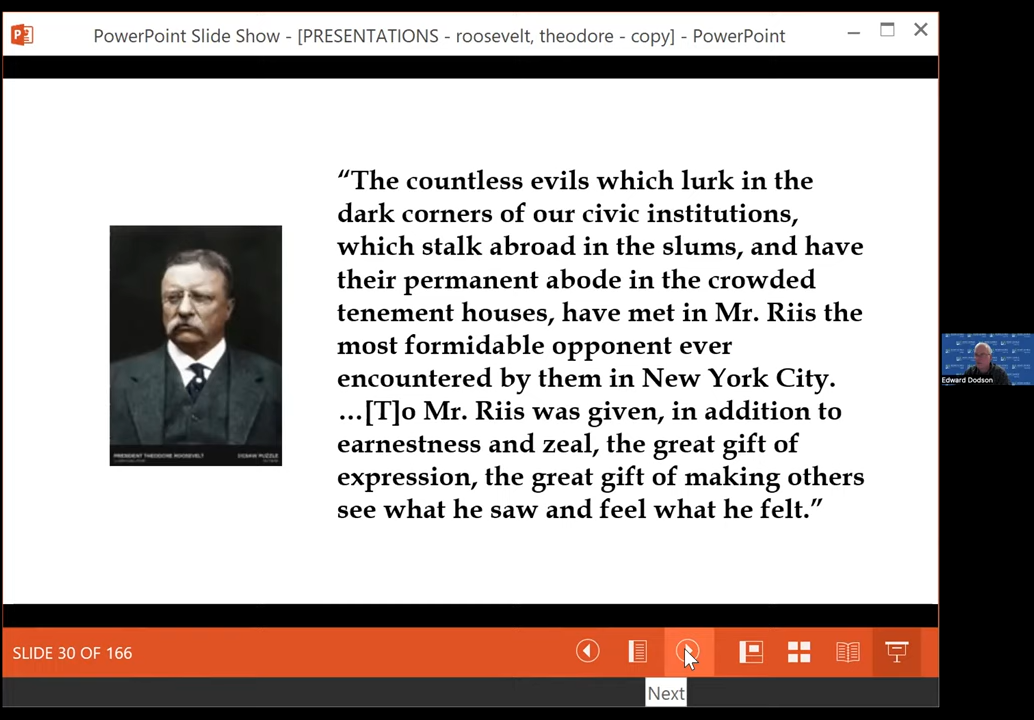 PowerPoint Slide Show - [PRESENTATIONS - roosevelt, theodore - copy] - PowerPoint
“The countless evils which lurk in the
dark corners of our civic institutions,
which stalk abroad in the slums, and have
their permanent abode in the crowded
tenement houses, have met in Mr. Riis the
most formidable opponent ever
encountered by them in New York City.
…[T]o Mr. Riis was given, in addition to
earnestness and zeal, the great gift of
expression, the great gift of making others
see what he saw and feel what he felt.”
PRESIDENT THEODORE ROOSEVELT
JIGSAW PUZZLE
Edward Dodson
SLIDE 30 OF 166
Next